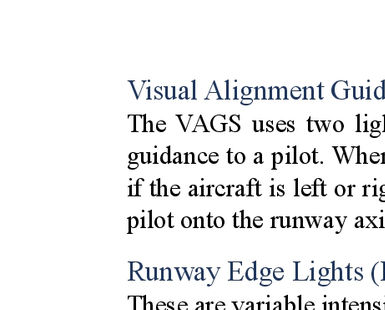 Visual Alignment Guid
The VAGS uses two ligh
guidance to a pilot. When
if the aircraft is left or rig
pilot onto the runway axi
Runway Edge Lights (
These are variable intensi